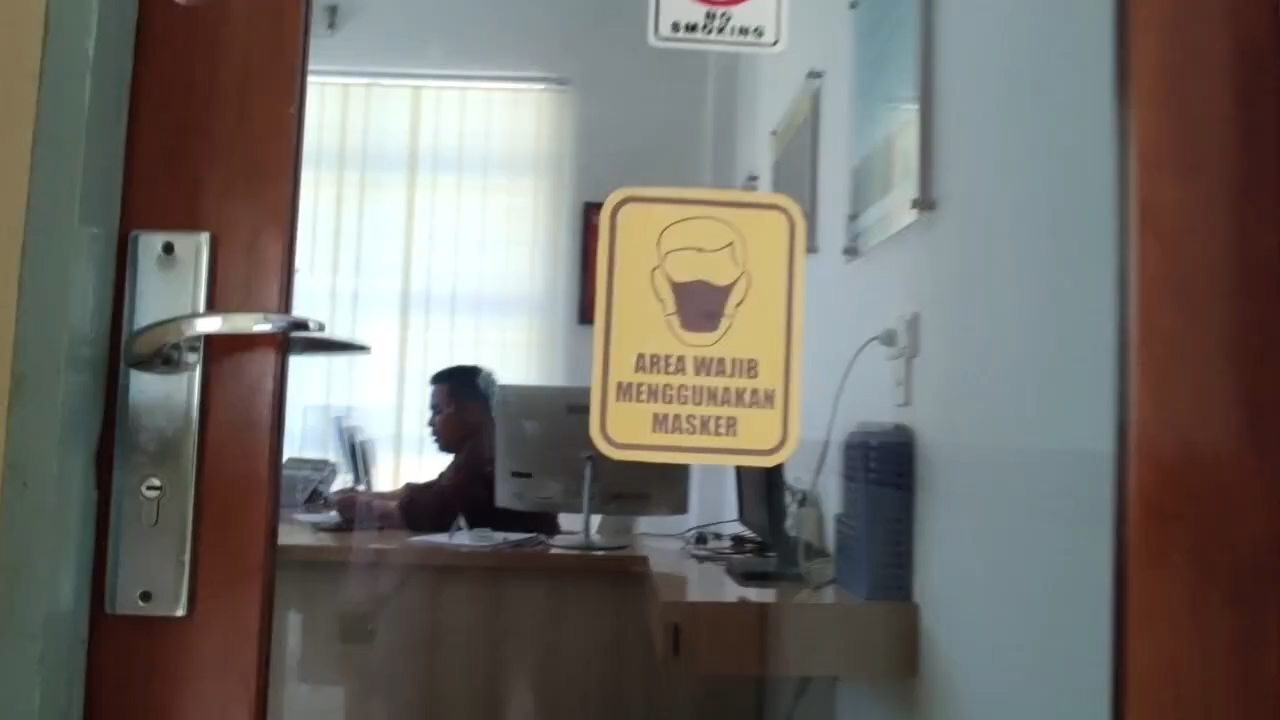 NO
SMOKING
AREA WAJIB
MENGGUNAKAN
MASKER